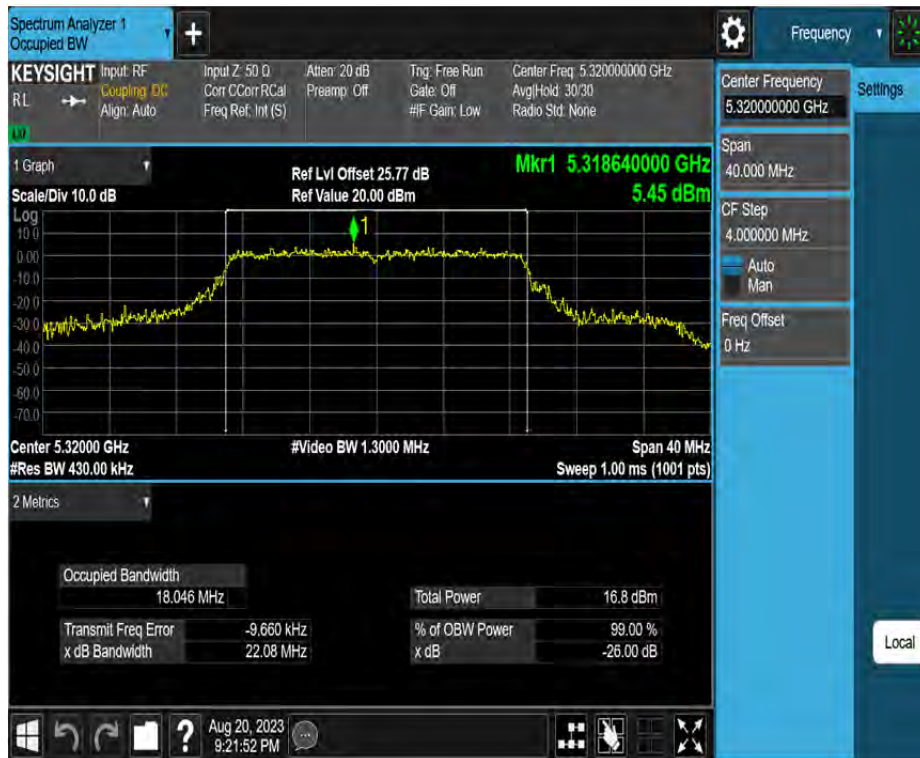 Spectrum Analyzer 1
Occupied BW
Frequency
KEYSIGHT
RL
Input: RF
Coupling: DC
Align: Auto
Input Z: 50 Ω
Corr CCorr RCal
Freq Ref: Int (S)
Atten: 20 dB
Preamp: Off
Trig: Free Run
Gate: Off
#IF Gain: Low
Center Freq: 5.320000000 GHz
Avg|Hold: 30/30
Radio Std: None
Center Frequency
5.320000000 GHz
Settings
Span
40.000 MHz
CF Step
4.000000 MHz
Auto
Man
Freq Offset
0 Hz
1 Graph
Scale/Div 10.0 dB
Ref Lvl Offset 25.77 dB
Ref Value 20.00 dBm
Mkr1 5.318640000 GHz
5.45 dBm
Log
10.0
0.00
-10.0
-20.0
-30.0
-40.0
-50.0
-60.0
-70.0
1
Center 5.32000 GHz
#Res BW 430.00 kHz
#Video BW 1.3000 MHz
Span 40 MHz
Sweep 1.00 ms (1001 pts)
2 Metrics
Occupied Bandwidth
18.046 MHz
Total Power 16.8 dBm
Transmit Freq Error -9.660 kHz
% of OBW Power 99.00 %
x dB Bandwidth 22.08 MHz
x dB -26.00 dB
Local
Aug 20, 2023
9:21:52 PM